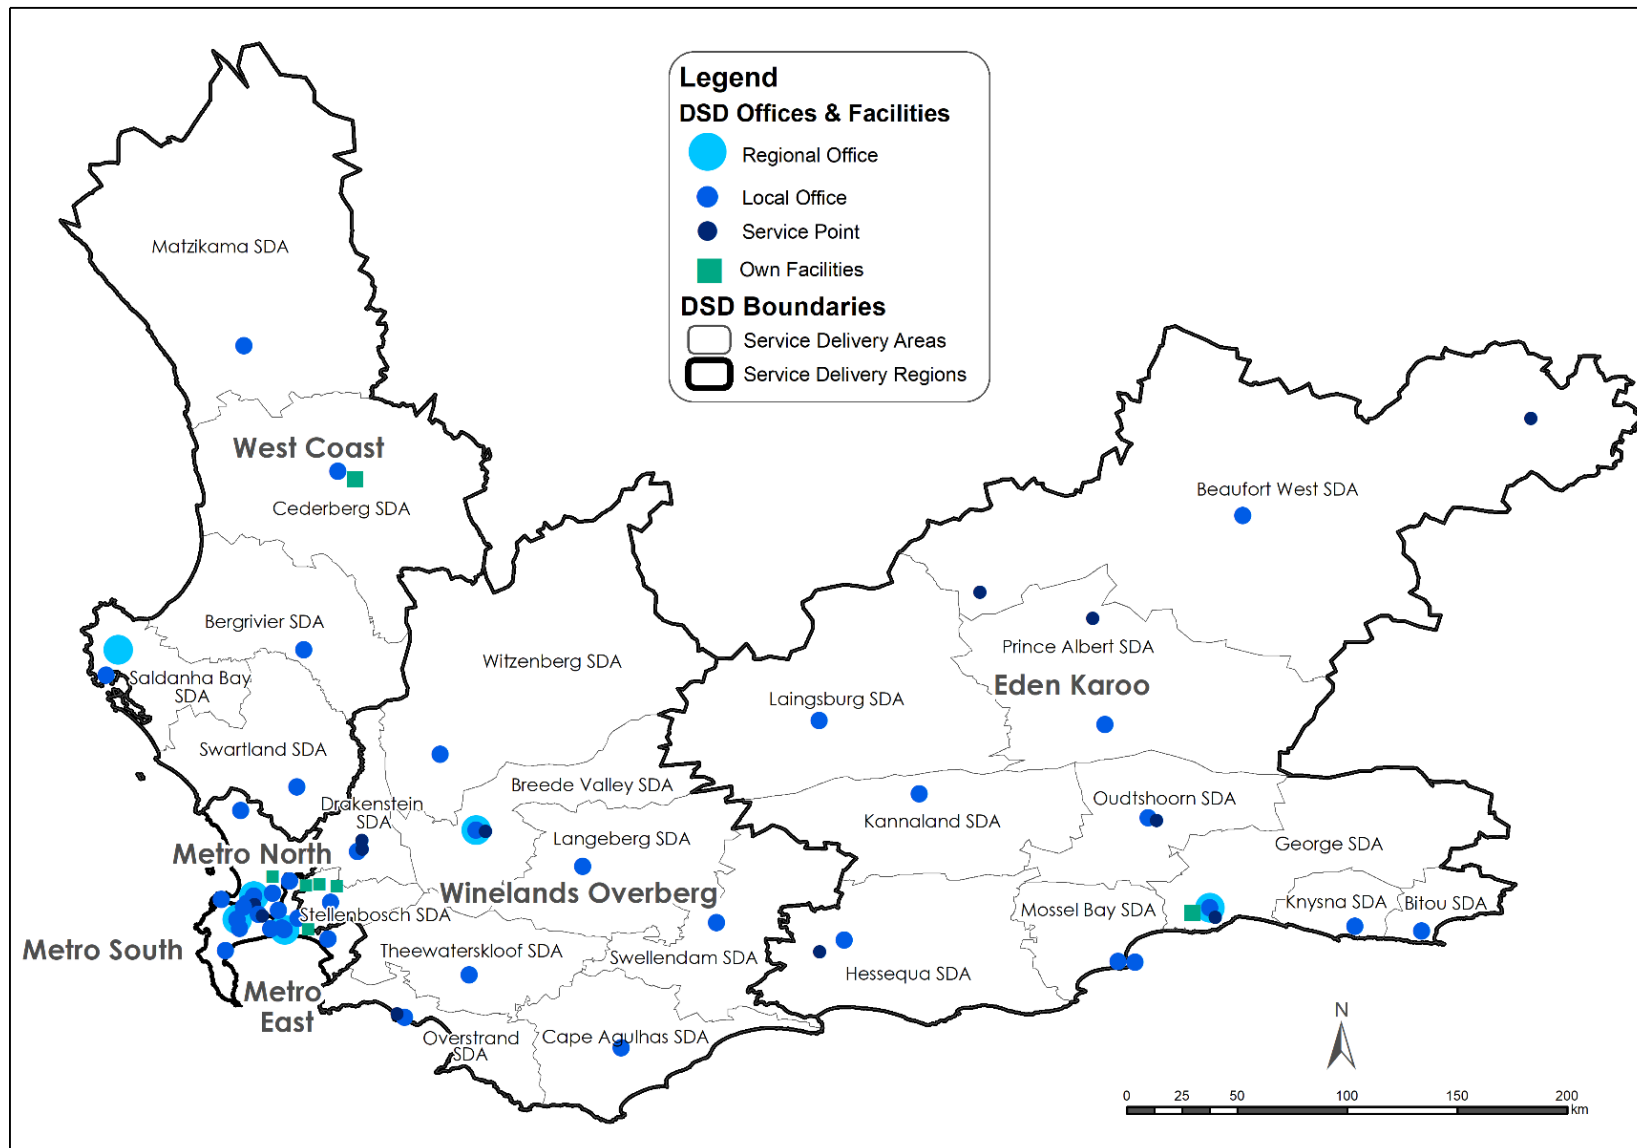 Legend
DSD Offices & Facilities
Regional Office
Local Office
Service Point
Own Facilities
DSD Boundaries
Service Delivery Areas
Service Delivery Regions
Matzikama SDA
West Coast
Cederberg SDA
Beaufort West SDA
Bergrivier SDA
Witzenberg SDA
Prince Albert SDA
Saldanha Bay
SDA
Eden Karoo
Laingsburg SDA
Swartland SDA
Breede Valley SDA
Drakenstein
SDA
Oudtshoorn SDA
Kannaland SDA
Langeberg SDA
George SDA
Metro North
Winelands Overberg
Stellenbosch SDA
Mossel Bay SDA
Knysna SDA
Bitou SDA
Metro South
Theewaterskloof SDA
Swellendam SDA
Hessequa SDA
Metro
East
Overstrand
SDA
Cape Agulhas SDA
N
0 25 50 100 150 200
km